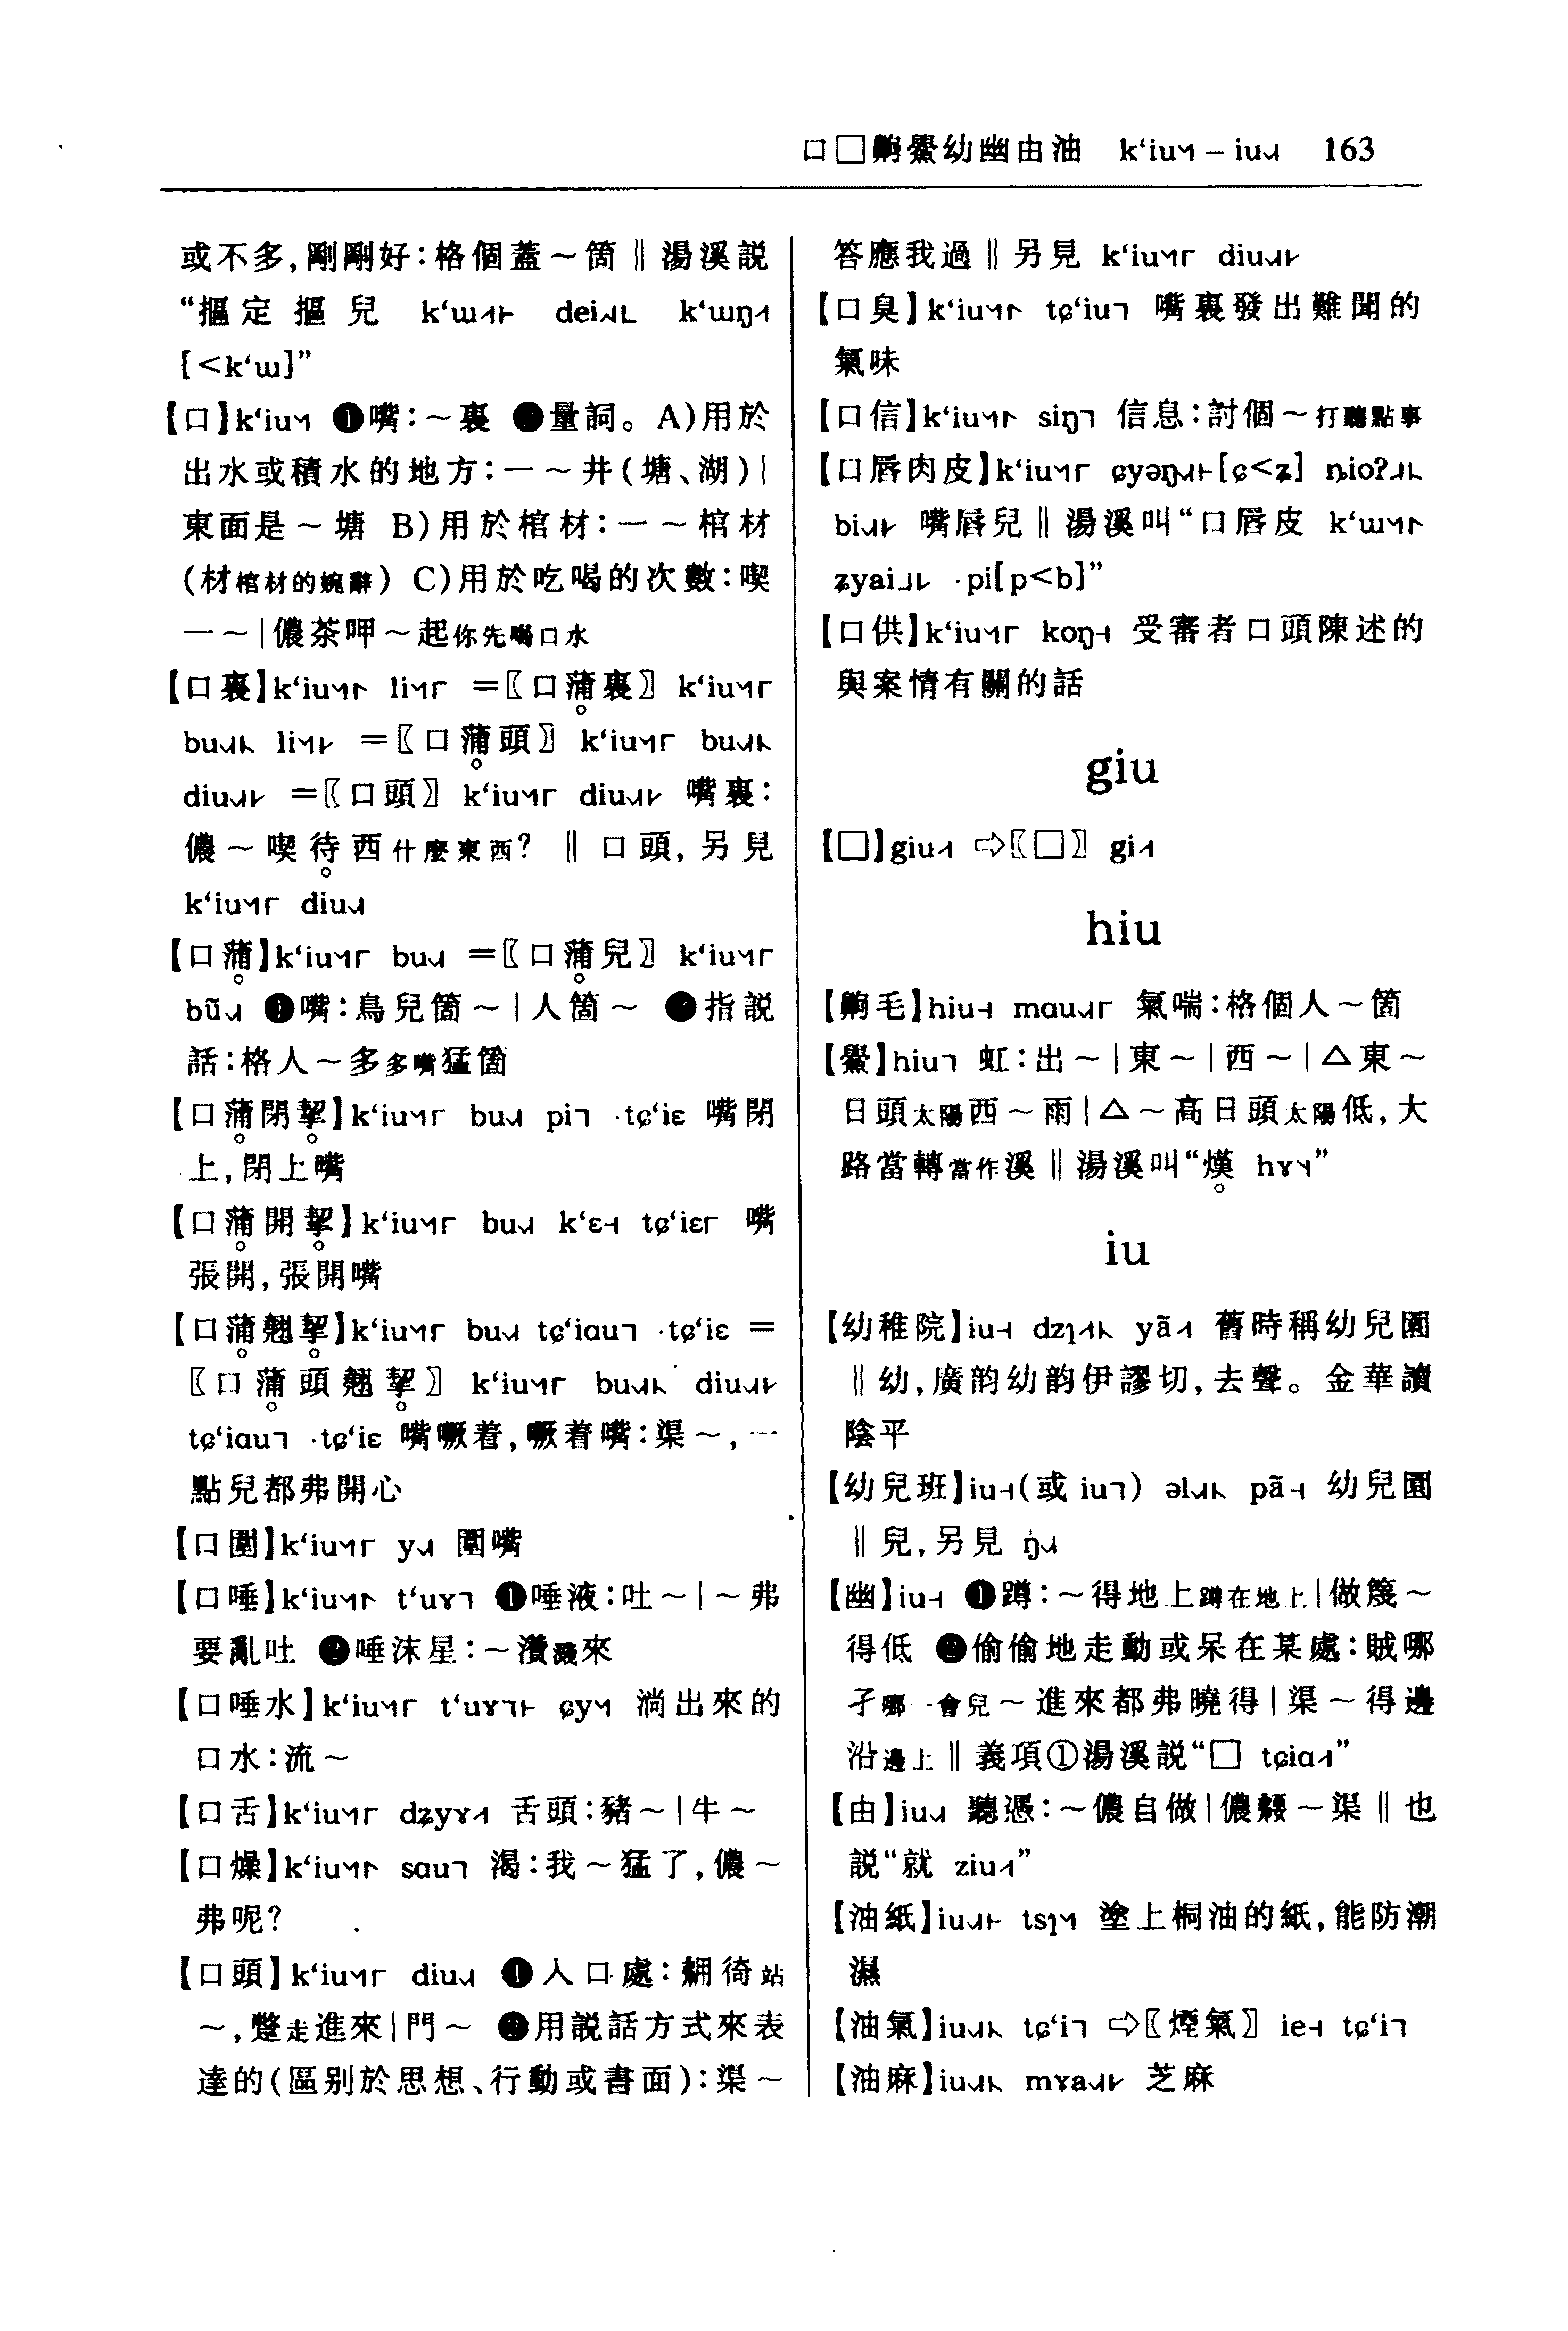 口□齁鱟幼幽由油 k‘iu˥˧˥ – iu˧˩˧ 163
或不多,剛剛好:格個蓋～箇‖湯溪説
“摳定摳兒 k‘ɯ˨˦꜔ dei˩˩˧꜖ k‘ɯŋ˨˦
[<k‘ɯ]”
【口】k‘iu˥˧˥ ❶嘴:～裏 ❷量詞。A)用於
出水或積水的地方:一～井(塘、湖)|
東面是～塘 B)用於棺材:一～棺材
(材棺材的婉辭) C)用於吃喝的次數:喫
一～|儂茶呷～起你先喝口水
【口裏】k‘iu˥˧˥꜒꜔ li˥˧˥꜒ =〖口蒲裏〗k‘iu˥˧˥꜒
bu˧˩˧꜔꜖ li˥˧˥꜖꜓ =〖口蒲頭〗k‘iu˥˧˥꜒ bu˧˩˧꜔꜖
diu˧˩˧꜖꜓ =〖口頭〗k‘iu˥˧˥꜒ diu˧˩˧꜖꜓ 嘴裏:
儂～喫待西什麼東西? ‖口頭,另見
k‘iu˥˧˥꜒ diu˧˩˧
【口蒲】k‘iu˥˧˥꜒ bu˧˩˧ =〖口蒲兒〗k‘iu˥˧˥꜒
bũ˧˩˧ ❶嘴:鳥兒箇～|人箇～ ❷指説
話:格人～多多嘴猛箇
【口蒲閉挈】k‘iu˥˧˥꜒ bu˧˩˧ pi˥ ·tɕ‘iɛ 嘴閉
上,閉上嘴
【口蒲開挈】k‘iu˥˧˥꜒ bu˧˩˧ k‘ɛ˧˧˦ tɕ‘iɛ꜒ 嘴
張開,張開嘴
【口蒲翹挈】k‘iu˥˧˥꜒ bu˧˩˧ tɕ‘iɑu˥ ·tɕ‘iɛ =
〖口蒲頭翹挈〗k‘iu˥˧˥꜒ bu˧˩˧꜔꜖ diu˧˩˧꜖꜓
tɕ‘iɑu˥ ·tɕ‘iɛ 嘴噘着,噘着嘴:渠～,一
點兒都弗開心
【口圍】k‘iu˥˧˥꜒ y˧˩˧ 圍嘴
【口唾】k‘iu˥˧˥꜒꜔ t‘uɤ˥ ❶唾液:吐～|～弗
要亂吐 ❷唾沫星:～灒濺來
【口唾水】k‘iu˥˧˥꜒ t‘uɤ˥꜔ ɕy˥˧˥ 淌出來的
口水:流～
【口舌】k‘iu˥˧˥꜒ dʑyɤ˩˦ 舌頭:豬～|牛～
【口燥】k‘iu˥˧˥꜒꜔ sɑu˥ 渴:我～猛了,儂～
弗呢?
【口頭】k‘iu˥˧˥꜒ diu˧˩˧ ❶入口處:徛站
～,蹩走進來|門～ ❷用説話方式來表
達的(區别於思想、行動或書面):渠～
答應我過‖另見 k‘iu˥˧˥꜒ diu˧˩˧꜖꜓
【口臭】k‘iu˥˧˥꜒꜔ tɕ‘iu˥ 嘴裏發出難聞的
氣味
【口信】k‘iu˥˧˥꜒꜔ siŋ˥ 信息:討個～打聽點事
【口唇肉皮】k‘iu˥˧˥꜒ ɕyəŋ˧˩˧꜔[ɕ<ʑ] ȵioʔ˨˩˨꜖
bi˧˩˧꜖꜓ 嘴唇兒‖湯溪叫“口唇皮 k‘ɯ˥˧˥꜒꜔
ʑyai˩꜖꜓ ·pi[p<b]”
【口供】k‘iu˥˧˥꜒ koŋ˧˧˦ 受審者口頭陳述的
與案情有關的話
giu
【□】giu˩˦ ⇨〖□〗gi˩˦
hiu
【齁毛】hiu˧˧˦ mɑu˧˩˧꜒ 氣喘:格個人～箇
【鱟】hiu˥ 虹:出～|東～|西～|△東～
日頭太陽西～雨|△～高日頭太陽低,大
路當轉當作溪‖湯溪叫“熯 hɤ˥˨”
iu
【幼稚院】iu˧˧˦ dzɿ˩˦꜔꜖ yã˩˦ 舊時稱幼兒園
‖幼,廣韵幼韵伊謬切,去聲。金華讀
陰平
【幼兒班】iu˧˧˦(或 iu˥) əl˧˩˧꜔꜖ pã˧˧˦ 幼兒園
‖兒,另見 ŋ̍˧˩˧
【幽】iu˧˧˦ ❶蹲:～得地上蹲在地上|做篾～
得低 ❷偷偷地走動或呆在某處:賊哪
孑哪一會兒～進來都弗曉得|渠～得邊
沿邊上‖義項①湯溪説“□ tɕiɑ˨˦”
【由】iu˧˩˧ 聽憑:～儂自做|儂覅～渠‖也
説“就 ziu˩˦”
【油紙】iu˧˩˧꜔ tsɿ˥˧˥ 塗上桐油的紙,能防潮
濕
【油氣】iu˧˩˧꜔꜖ tɕ‘i˥ ⇨〖煙氣〗ie˧˧˦ tɕ‘i˥
【油麻】iu˧˩˧꜔꜖ mɤa˧˩˧꜖꜓ 芝麻